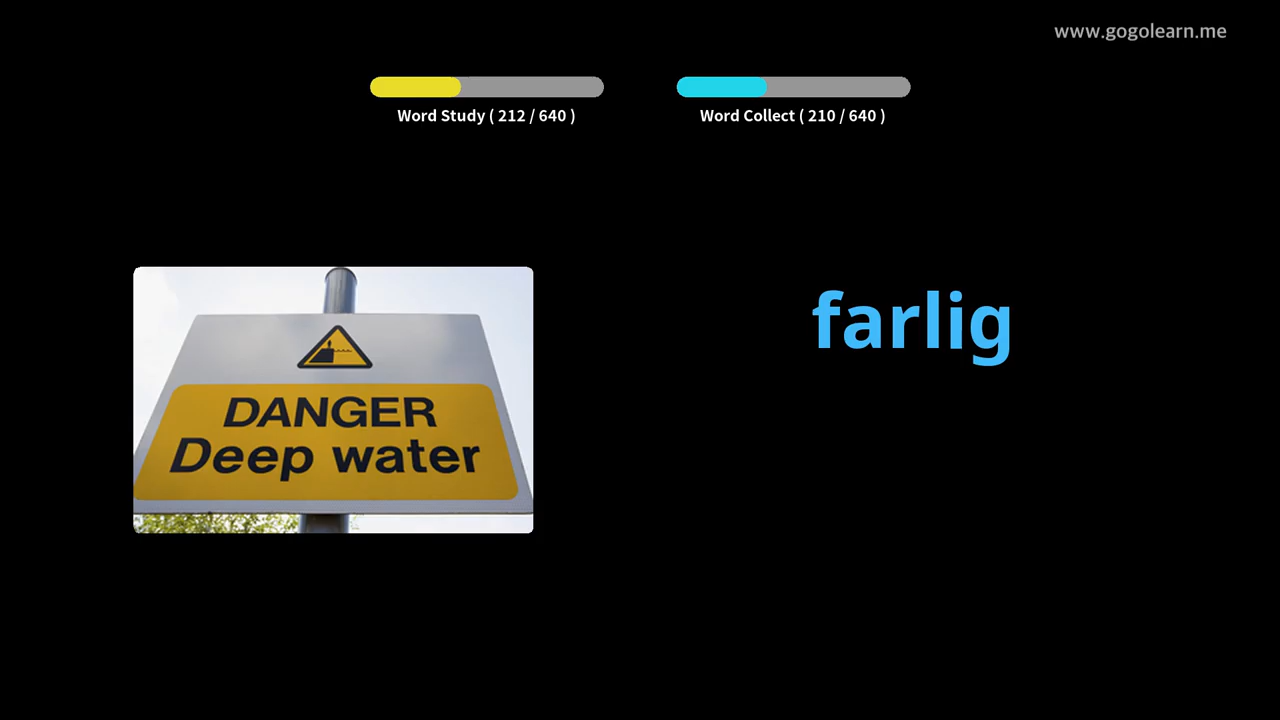 www.gogolearn.me
Word Study ( 212 / 640 )
Word Collect ( 210 / 640 )
DANGER
Deep water
farlig